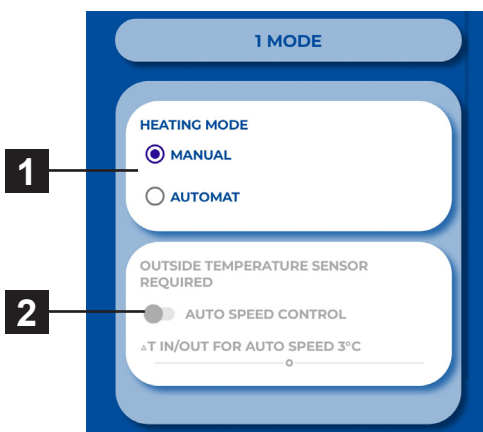 1 MODE
HEATING MODE
MANUAL
1
AUTOMAT
OUTSIDE TEMPERATURE SENSOR
REQUIRED
2
AUTO SPEED CONTROL
▵T IN/OUT FOR AUTO SPEED 3°C